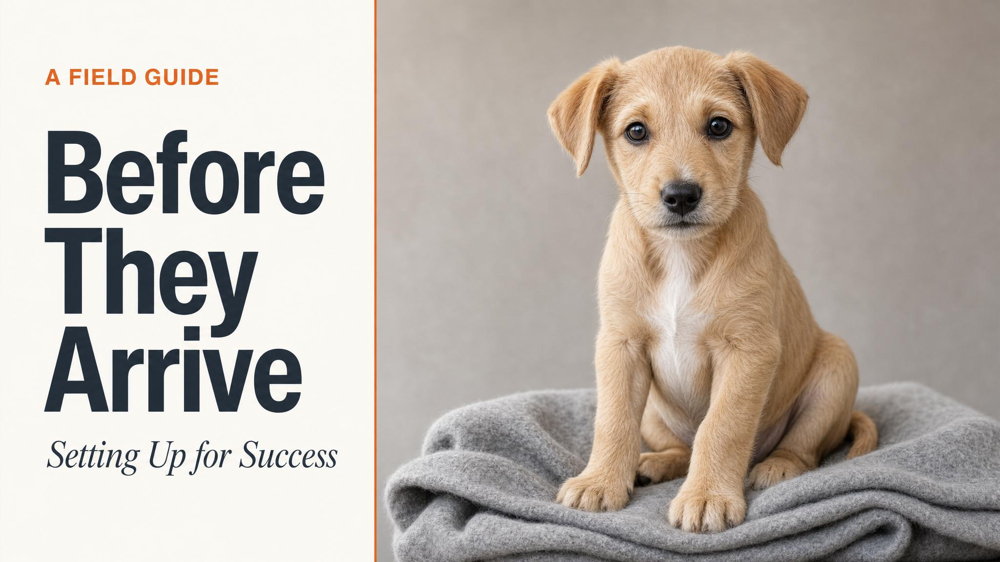 A FIELD GUIDE
Before
They
Arrive
Setting Up for Success